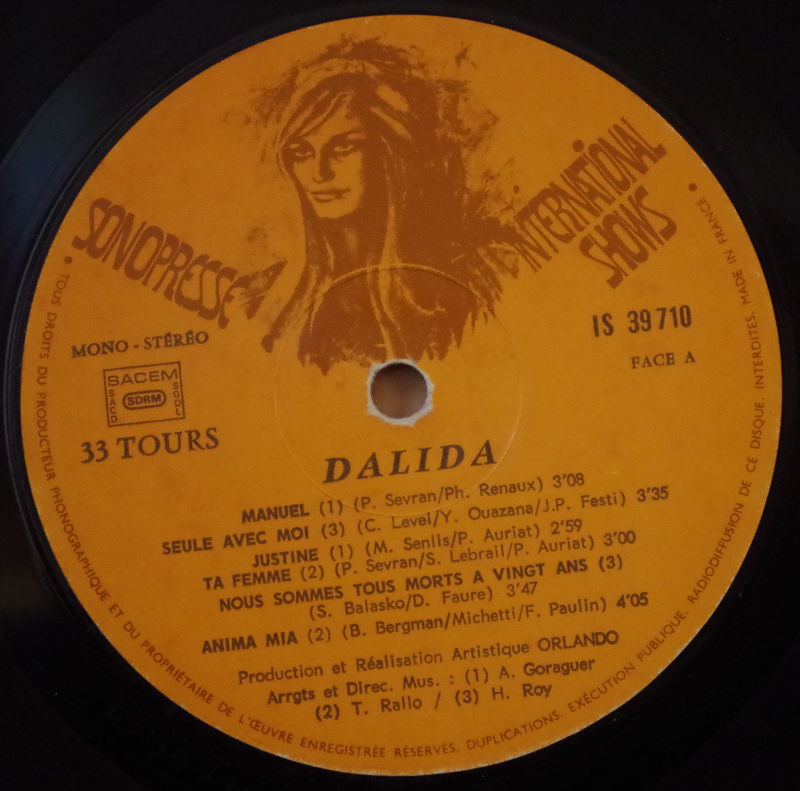 SONOPRESSE
INTERNATIONAL
SHOWS
MONO - STÉRÉO
SACEM
SACD
SDRM
SGDL
33 TOURS
IS 39 710
FACE A
DALIDA
MANUEL (1) (P. Sevran/Ph. Renaux) 3'08
SEULE AVEC MOI (3) (C. Level/Y. Ouazana/J.P. Festi) 3'35
JUSTINE (1) (M. Senlis/P. Auriat) 2'59
TA FEMME (2) (P. Sevran/S. Lebrail/P. Auriat) 3'00
NOUS SOMMES TOUS MORTS A VINGT ANS (3)
(S. Balasko/D. Faure) 3'47
ANIMA MIA (2) (B. Bergman/Michetti/F. Paulin) 4'05
Production et Réalisation Artistique ORLANDO
Arrgts et Direc. Mus. : (1) A. Goraguer
(2) T. Rallo / (3) H. Roy
• TOUS DROITS DU PRODUCTEUR PHONOGRAPHIQUE ET DU PROPRIÉTAIRE DE L'ŒUVRE ENREGISTRÉE RÉSERVÉS. DUPLICATIONS. EXÉCUTION PUBLIQUE. RADIODIFFUSION DE CE DISQUE. INTERDITES. MADE IN FRANCE •